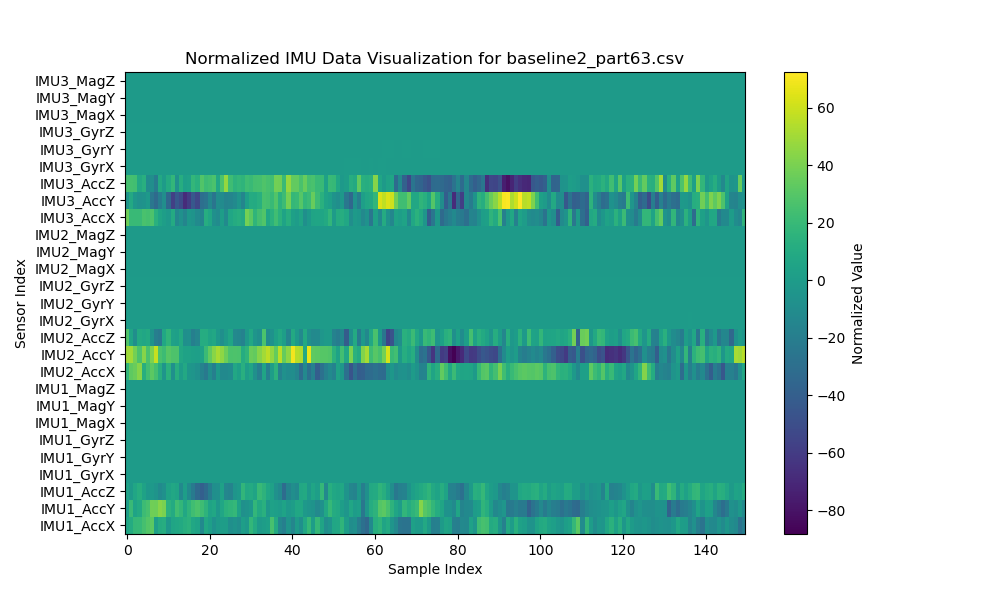 Normalized IMU Data Visualization for baseline2_part63.csv
IMU3_MagZ
IMU3_MagY
IMU3_MagX
IMU3_GyrZ
IMU3_GyrY
IMU3_GyrX
IMU3_AccZ
IMU3_AccY
IMU3_AccX
IMU2_MagZ
IMU2_MagY
IMU2_MagX
IMU2_GyrZ
IMU2_GyrY
IMU2_GyrX
IMU2_AccZ
IMU2_AccY
IMU2_AccX
IMU1_MagZ
IMU1_MagY
IMU1_MagX
IMU1_GyrZ
IMU1_GyrY
IMU1_GyrX
IMU1_AccZ
IMU1_AccY
IMU1_AccX
Sensor Index
0 20 40 60 80 100 120 140
Sample Index
60
40
20
0
−20
−40
−60
−80
Normalized Value